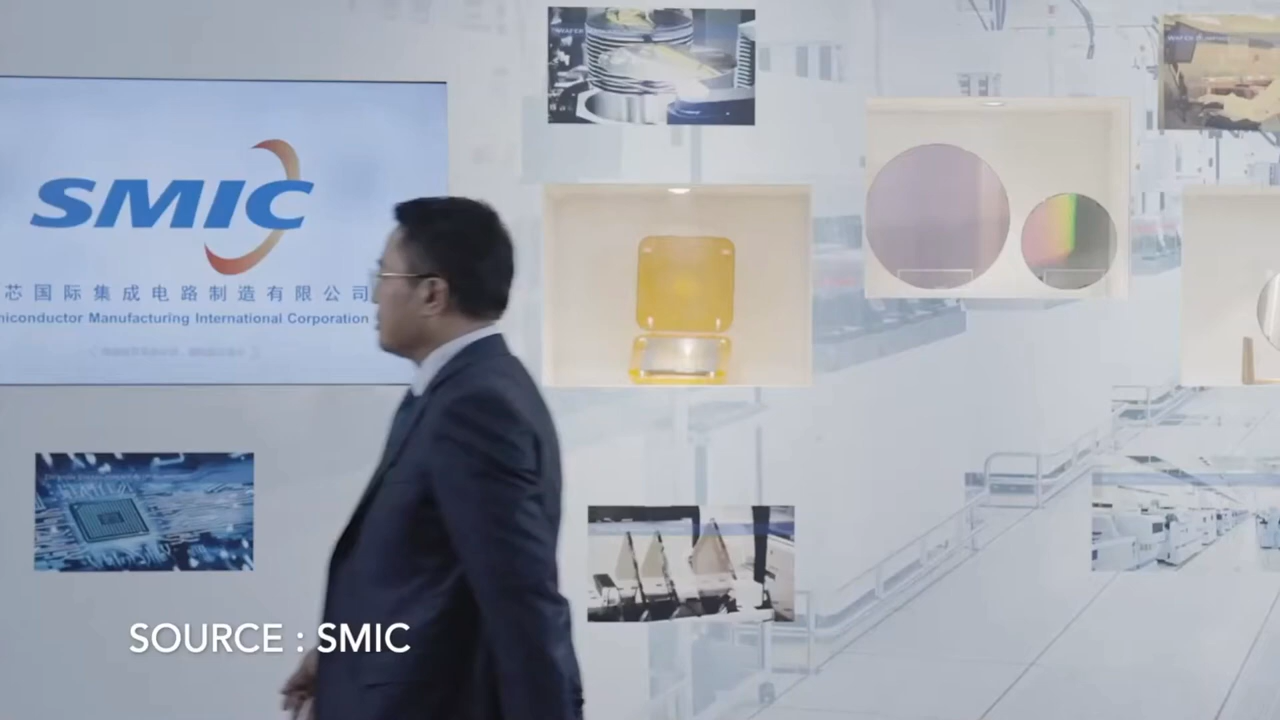 SMIC
芯国际集成电路制造有限公司
iconductor Manufacturing International Corporation
SOURCE : SMIC